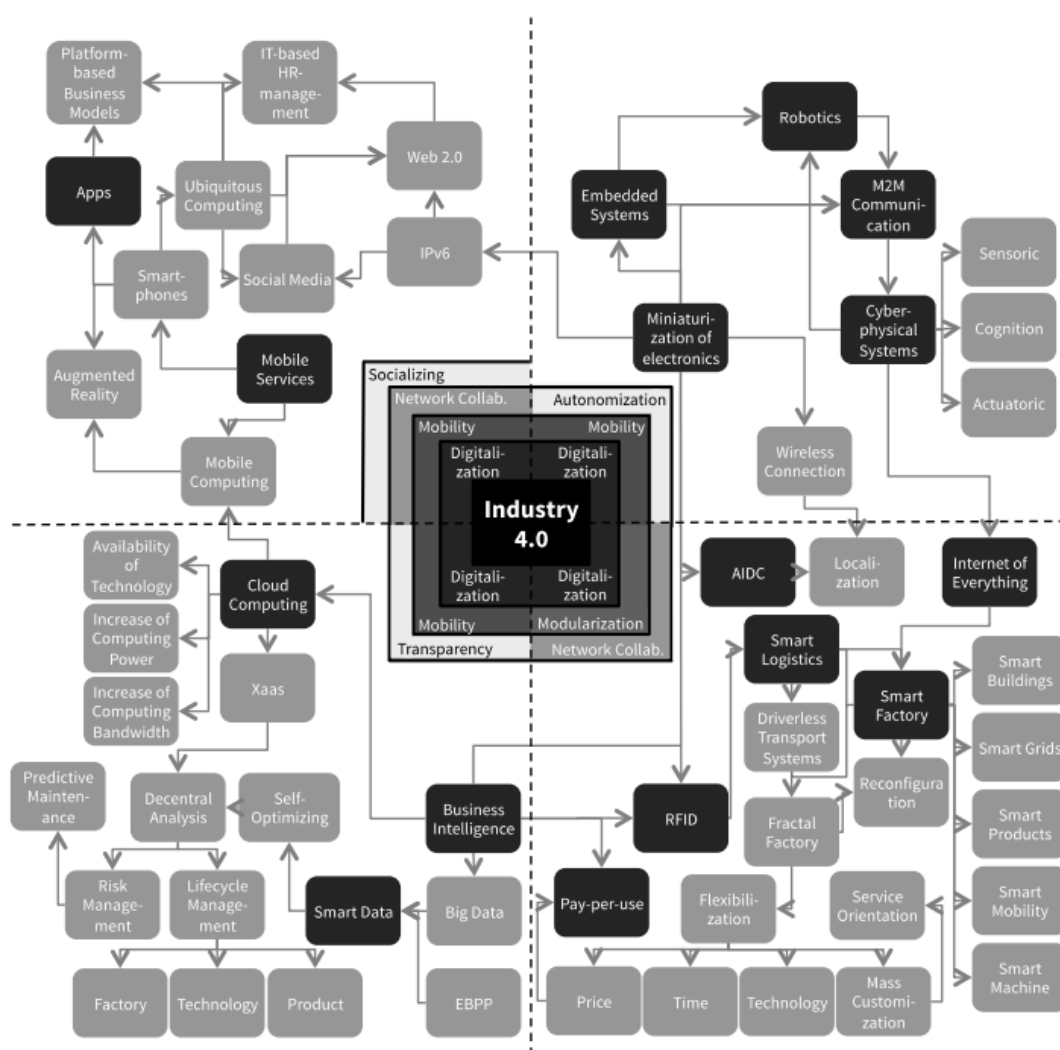 Platform-
based
Business
Models
IT-based
HR-
manage-
ment
Apps
Ubiquitous
Computing
Web 2.0
Smart-
phones
Social Media
IPv6
Augmented
Reality
Mobile
Services
Mobile
Computing
Robotics
Embedded
Systems
M2M
Communi-
cation
Sensoric
Miniaturi-
zation of
electronics
Cyber-
physical
Systems
Cognition
Actuatoric
Wireless
Connection
Socializing
Network Collab.
Autonomization
Mobility
Mobility
Digitali-
zation
Digitali-
zation
Industry
4.0
Digitali-
zation
Digitali-
zation
Mobility
Modularization
Transparency
Network Collab.
Availability
of
Technology
Cloud
Computing
Increase of
Computing
Power
Xaas
Increase of
Computing
Bandwidth
Predictive
Mainten-
ance
Decentral
Analysis
Self-
Optimizing
Business
Intelligence
Risk
Manage-
ment
Lifecycle
Manage-
ment
Smart Data
Big Data
Factory
Technology
Product
EBPP
AIDC
Locali-
zation
Internet of
Everything
Smart
Logistics
Smart
Factory
Smart
Buildings
Driverless
Transport
Systems
Smart Grids
Reconfigura
tion
RFID
Fractal
Factory
Smart
Products
Pay-per-use
Flexibili-
zation
Service
Orientation
Smart
Mobility
Price
Time
Technology
Mass
Customi-
zation
Smart
Machine